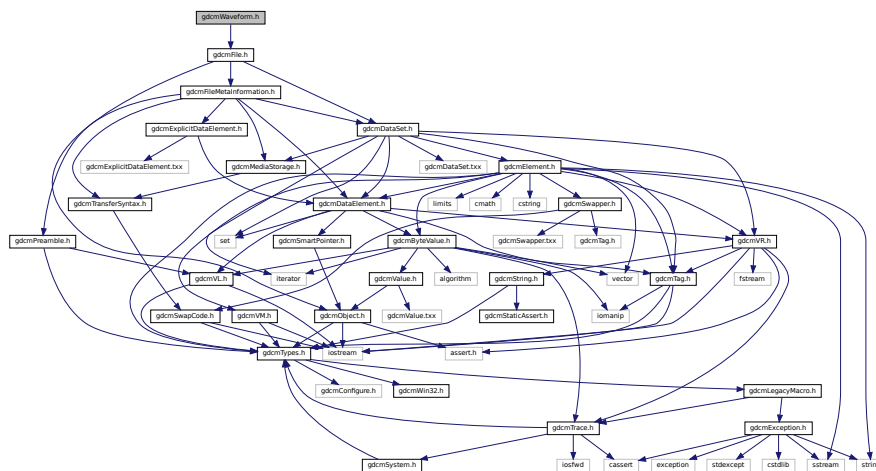 gdcmWaveform.h
gdcmFile.h
gdcmFileMetaInformation.h
gdcmExplicitDataElement.h
gdcmDataSet.h
gdcmExplicitDataElement.txx
gdcmMediaStorage.h
gdcmDataSet.txx
gdcmElement.h
gdcmTransferSyntax.h
gdcmDataElement.h
limits
cmath
cstring
gdcmSwapper.h
gdcmPreamble.h
set
gdcmSmartPointer.h
gdcmByteValue.h
gdcmSwapper.txx
gdcmTag.h
gdcmVR.h
gdcmVL.h
iterator
gdcmValue.h
algorithm
gdcmString.h
vector
gdcmTag.h
fstream
gdcmSwapCode.h
gdcmVM.h
gdcmObject.h
gdcmValue.txx
gdcmStaticAssert.h
iomanip
gdcmTypes.h
iostream
assert.h
gdcmConfigure.h
gdcmWin32.h
gdcmLegacyMacro.h
gdcmTrace.h
gdcmException.h
gdcmSystem.h
iosfwd
cassert
exception
stdexcept
cstdlib
sstream